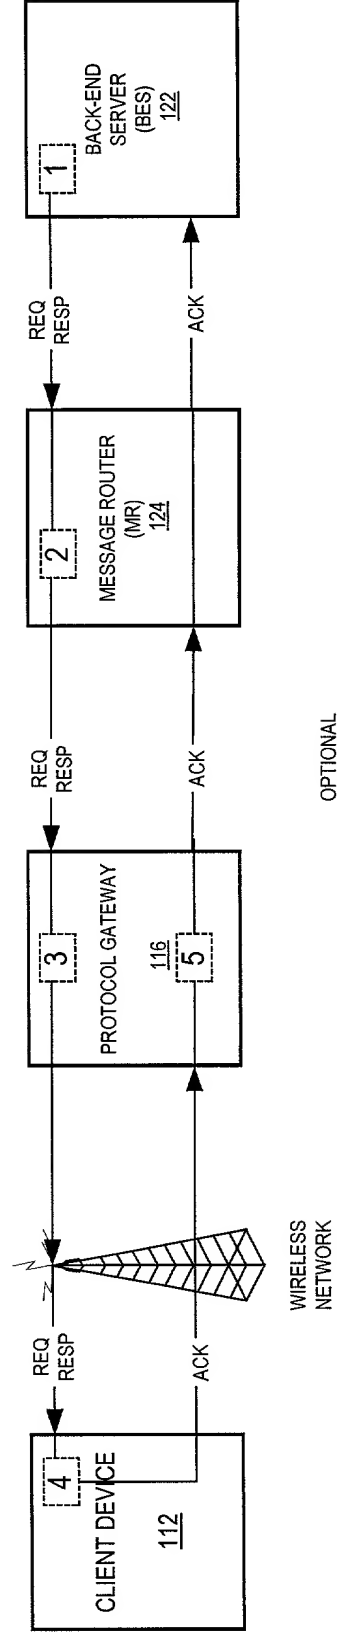 CLIENT DEVICE
112
4
REQ
RESP
ACK
WIRELESS
NETWORK
3
PROTOCOL GATEWAY
116
5
REQ
RESP
ACK
OPTIONAL
2
MESSAGE ROUTER
(MR)
124
REQ
RESP
ACK
1
BACK-END
SERVER
(BES)
122